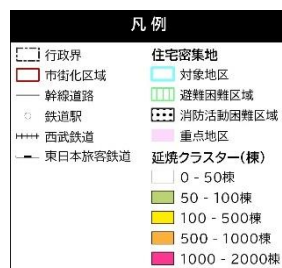 凡例
行政界
市街化区域
幹線道路
鉄道駅
西武鉄道
東日本旅客鉄道
住宅密集地
対象地区
避難困難区域
消防活動困難区域
重点地区
延焼クラスター(棟)
0 - 50棟
50 - 100棟
100 - 500棟
500 - 1000棟
1000 - 2000棟